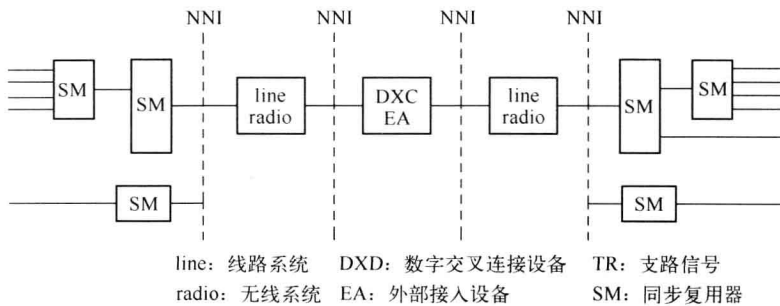 NNI NNI NNI NNI
SM SM line radio DXC EA line radio SM SM
SM SM
line：线路系统 DXD：数字交叉连接设备 TR：支路信号
radio：无线系统 EA：外部接入设备 SM：同步复用器